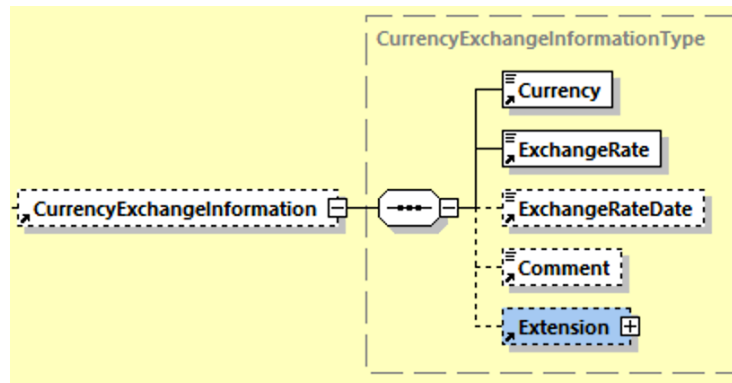 CurrencyExchangeInformationType
Currency
ExchangeRate
CurrencyExchangeInformation
ExchangeRateDate
Comment
Extension